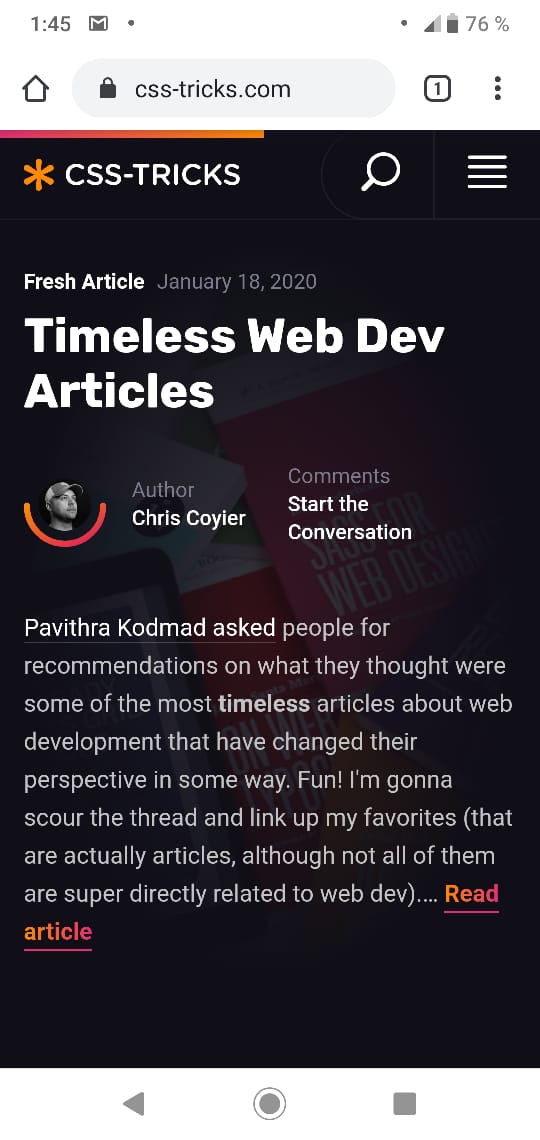 1:45
76 %
css-tricks.com
1
CSS-TRICKS
Fresh Article January 18, 2020
Timeless Web Dev
Articles
Author
Chris Coyier
Comments
Start the
Conversation
SASS FOR
WEB DESIGN
Pavithra Kodmad asked people for
recommendations on what they thought were
some of the most timeless articles about web
development that have changed their
perspective in some way. Fun! I'm gonna
scour the thread and link up my favorites (that
are actually articles, although not all of them
are super directly related to web dev).... Read
article